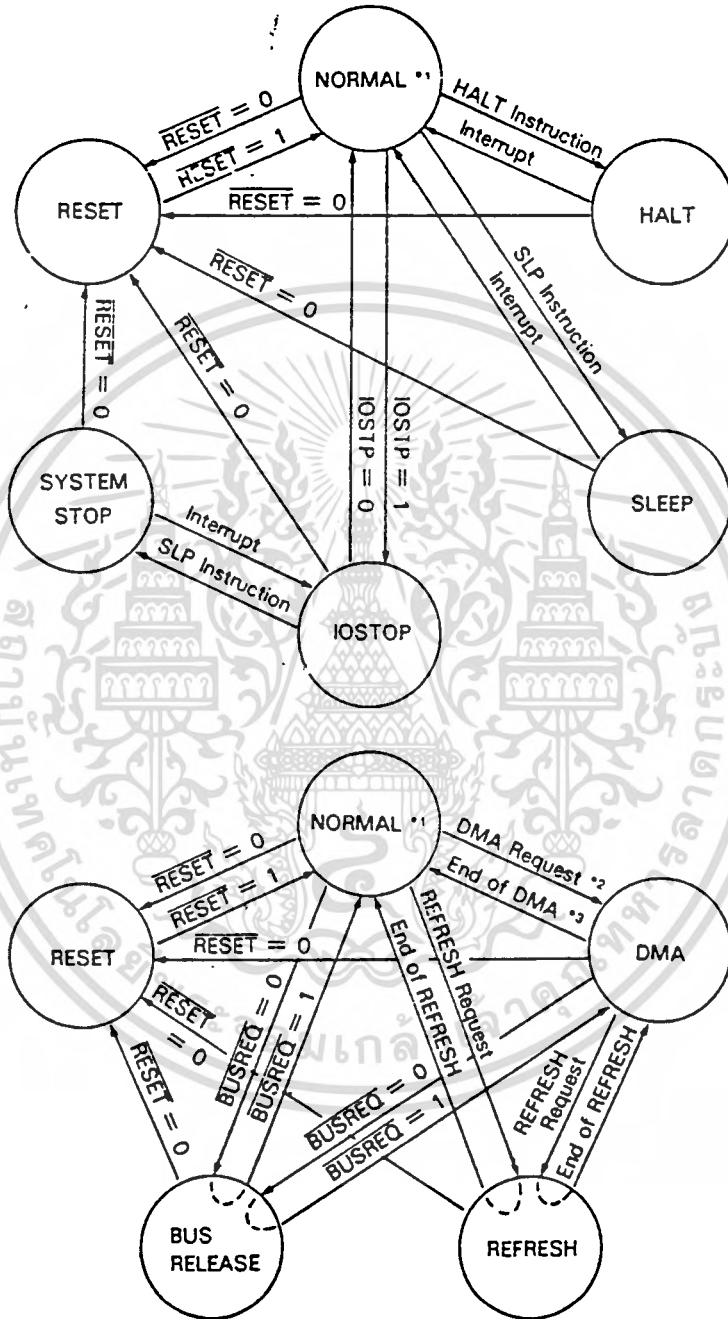 NORMAL *1
RESET = 0
RESET = 1
HALT Instruction
Interrupt
RESET
RESET = 0
HALT
SLP Instruction
Interrupt
RESET = 0
RESET = 0
RESET = 0
IOSTP = 0
IOSTP = 1
SYSTEM
STOP
SLEEP
Interrupt
SLP Instruction
IOSTOP
NORMAL *1
RESET = 0
RESET = 1
DMA Request *2
End of DMA *3
RESET
RESET = 0
DMA
REFRESH Request
End of REFRESH
RESET
= 0
BUSREQ = 0
BUSREQ = 1
RESET = 0
BUSREQ = 0
BUSREQ = 1
REFRESH
Request
End of REFRESH
BUS
RELEASE
REFRESH